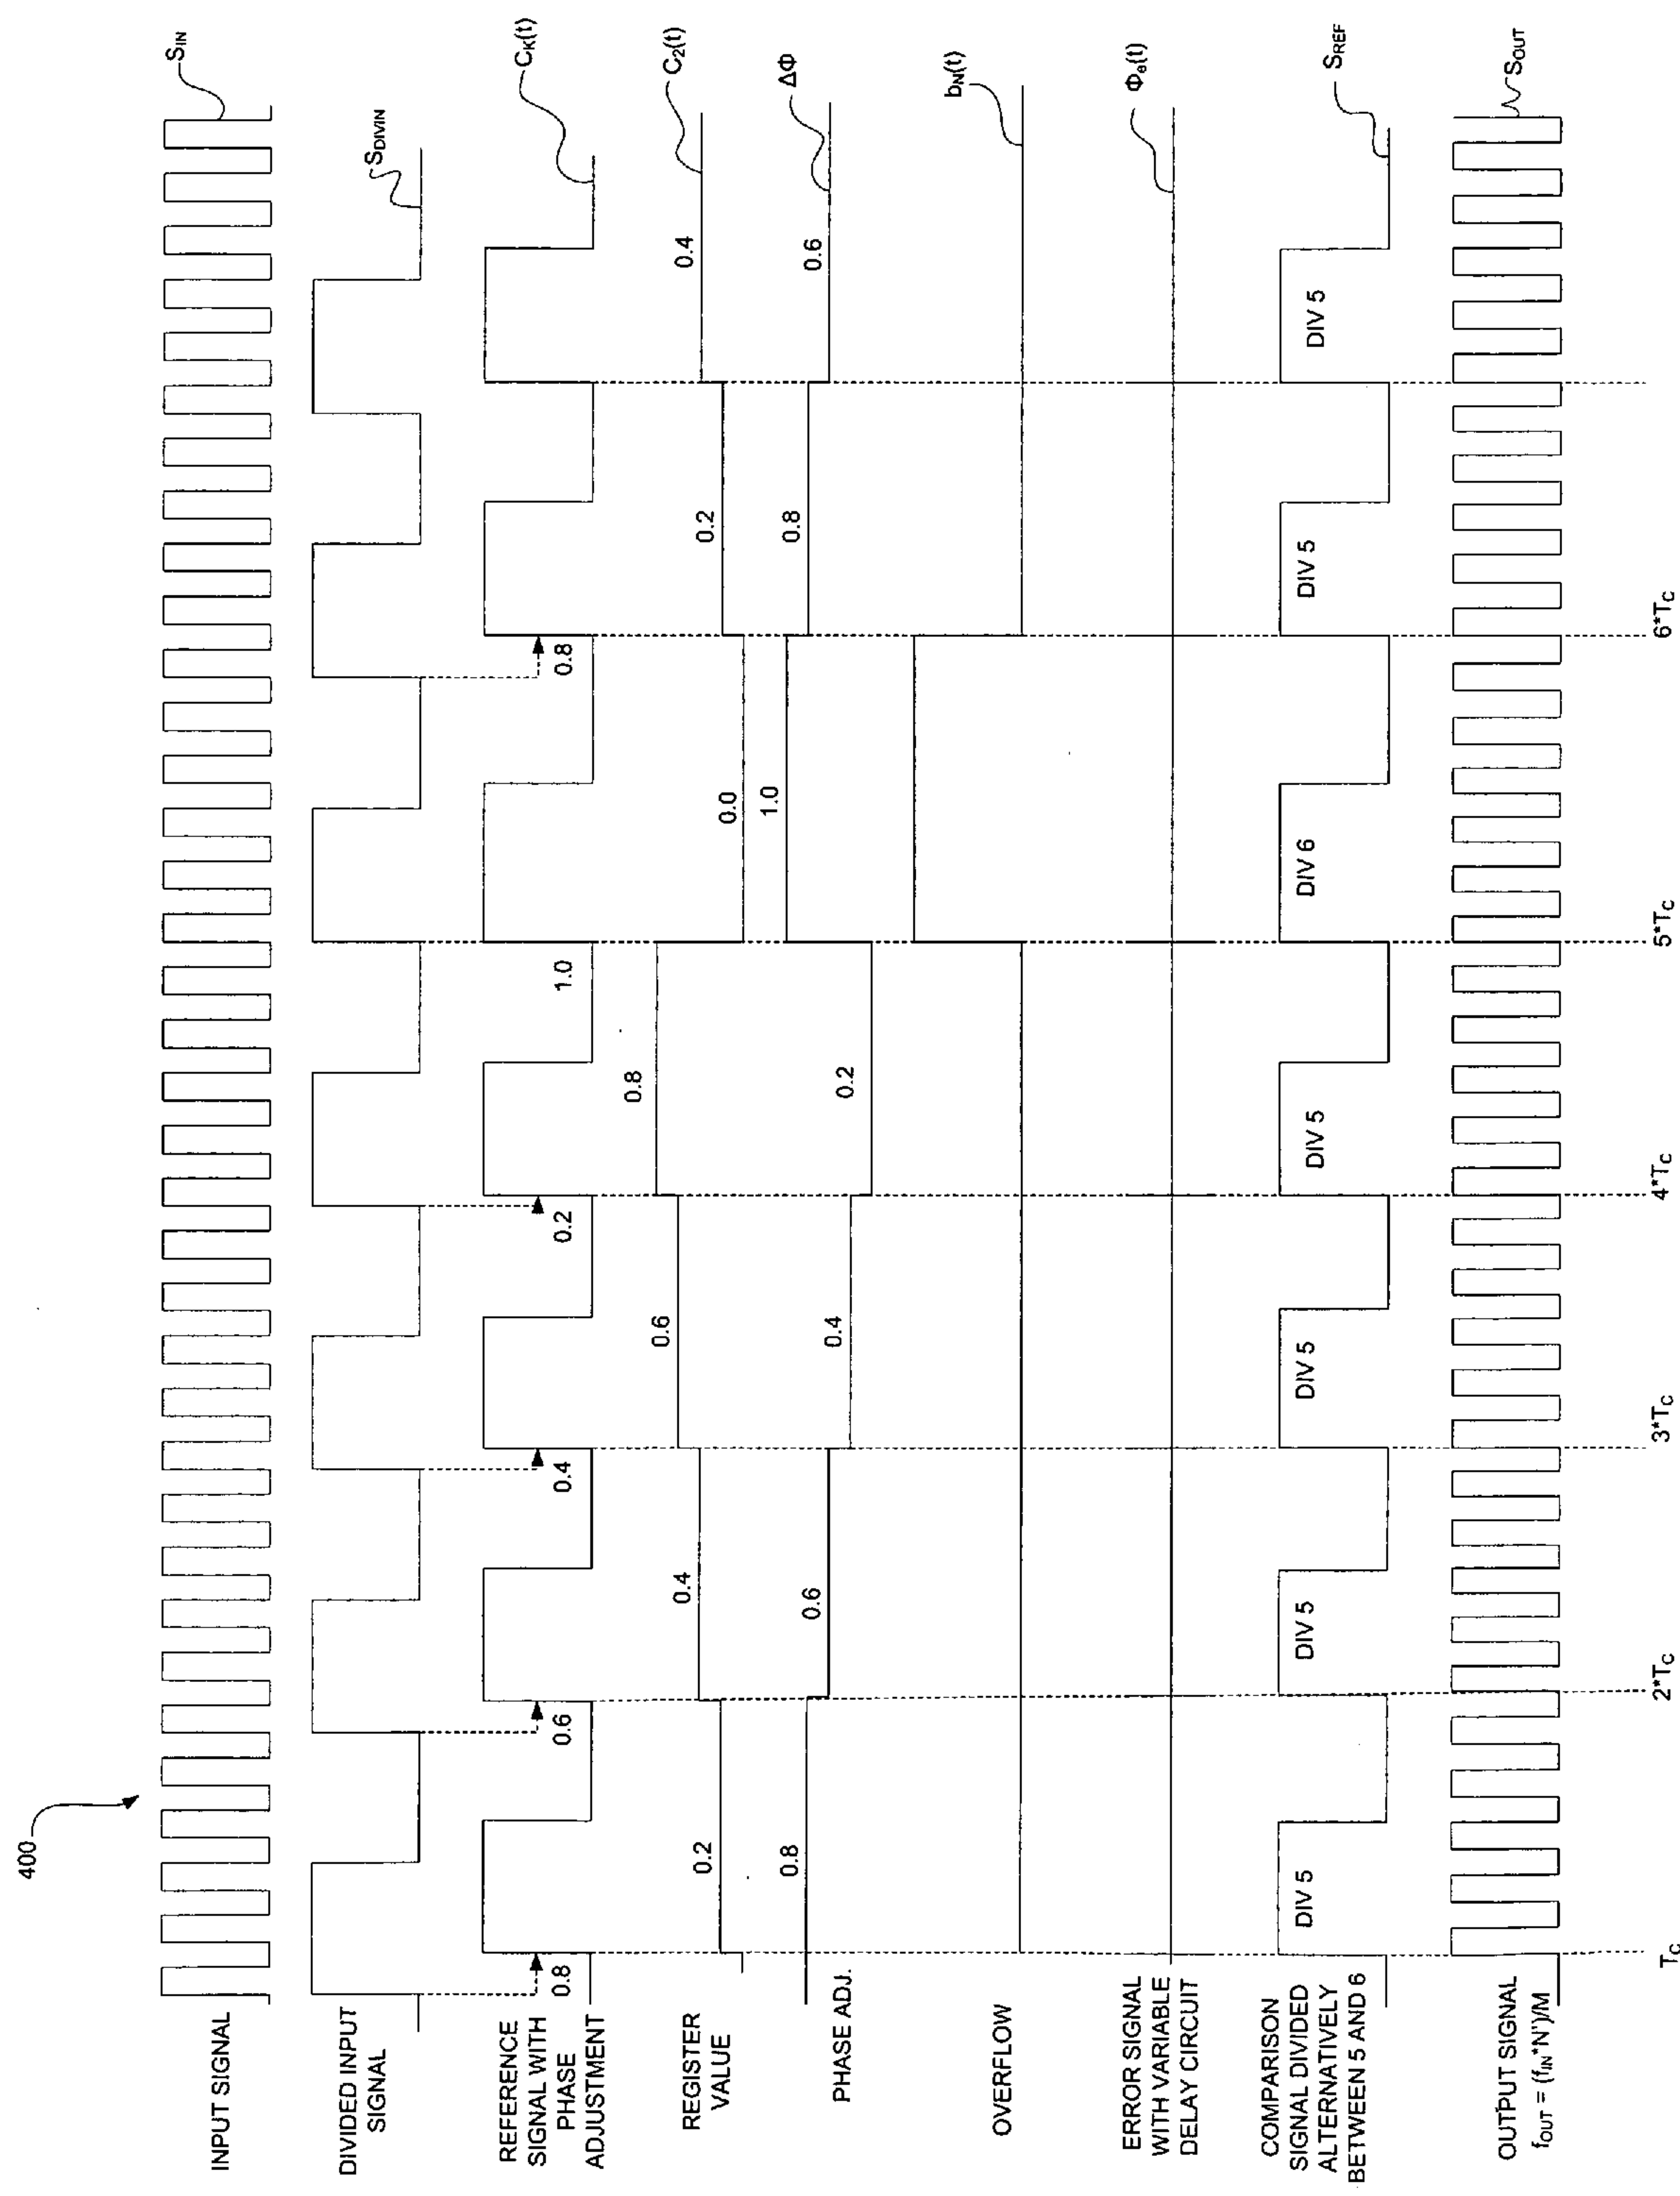 400
INPUT SIGNAL
S_IN
DIVIDED INPUT
SIGNAL
S_DIVIN
REFERENCE
SIGNAL WITH
PHASE
ADJUSTMENT
0.8
0.6
0.4
0.2
1.0
0.8
C_K(t)
REGISTER
VALUE
0.2
0.4
0.6
0.8
0.0
0.2
0.4
C_2(t)
PHASE ADJ.
0.8
0.6
0.4
0.2
1.0
0.8
0.6
ΔΦ
OVERFLOW
b_N(t)
ERROR SIGNAL
WITH VARIABLE
DELAY CIRCUIT
Φ_e(t)
COMPARISON
SIGNAL DIVIDED
ALTERNATIVELY
BETWEEN 5 AND 6
DIV 5
DIV 5
DIV 5
DIV 5
DIV 6
DIV 5
DIV 5
S_REF
OUTPUT SIGNAL
f_OUT = (f_IN*N')/M
S_OUT
T_C
2*T_C
3*T_C
4*T_C
5*T_C
6*T_C